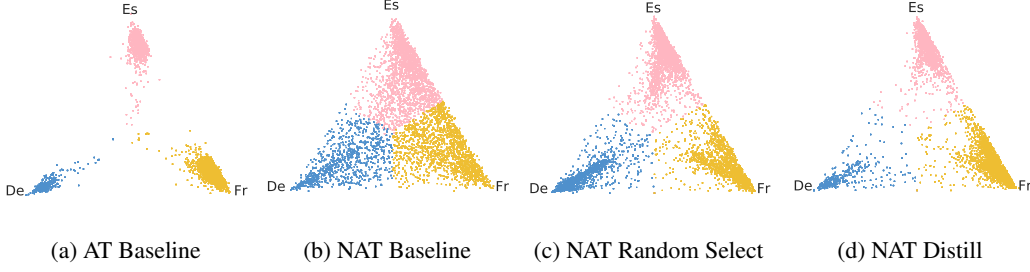 Es
De
Fr
(a) AT Baseline
Es
De
Fr
(b) NAT Baseline
Es
De
Fr
(c) NAT Random Select
Es
De
Fr
(d) NAT Distill